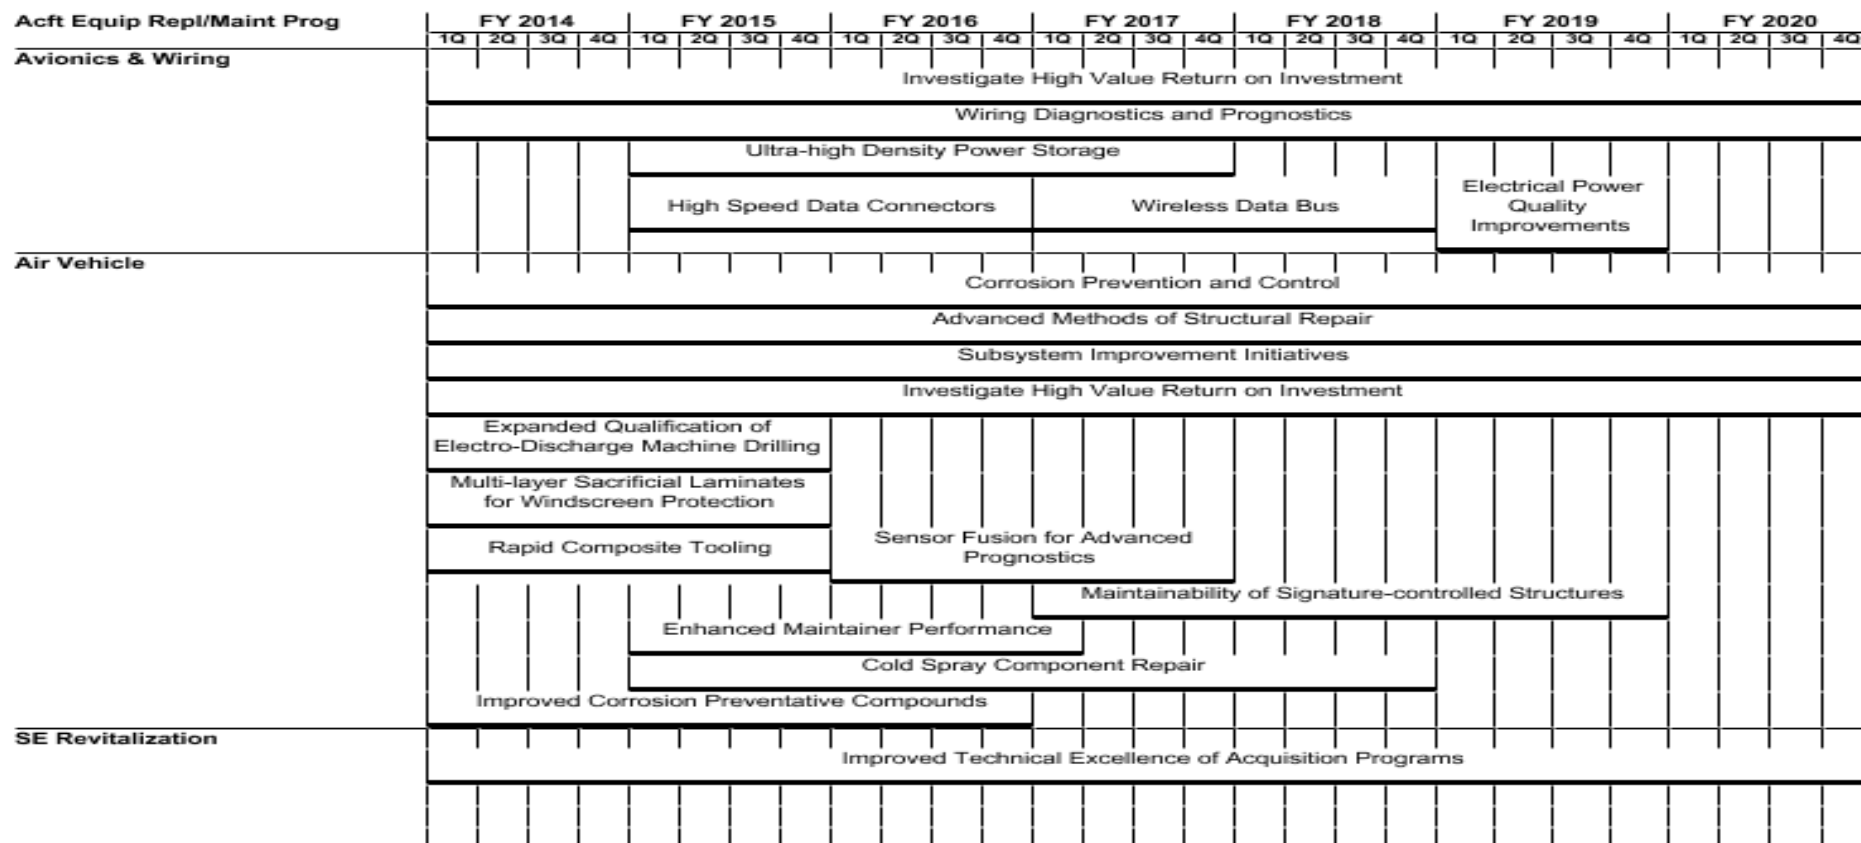 Acft Equip Repl/Maint Prog FY 2014 FY 2015 FY 2016 FY 2017 FY 2018 FY 2019 FY 2020
1Q 2Q 3Q 4Q 1Q 2Q 3Q 4Q 1Q 2Q 3Q 4Q 1Q 2Q 3Q 4Q 1Q 2Q 3Q 4Q 1Q 2Q 3Q 4Q 1Q 2Q 3Q 4Q
Avionics & Wiring
Investigate High Value Return on Investment
Wiring Diagnostics and Prognostics
Ultra-high Density Power Storage
High Speed Data Connectors
Wireless Data Bus
Electrical Power
Quality
Improvements
Air Vehicle
Corrosion Prevention and Control
Advanced Methods of Structural Repair
Subsystem Improvement Initiatives
Investigate High Value Return on Investment
Expanded Qualification of
Electro-Discharge Machine Drilling
Multi-layer Sacrificial Laminates
for Windscreen Protection
Rapid Composite Tooling
Sensor Fusion for Advanced
Prognostics
Maintainability of Signature-controlled Structures
Enhanced Maintainer Performance
Cold Spray Component Repair
Improved Corrosion Preventative Compounds
SE Revitalization
Improved Technical Excellence of Acquisition Programs